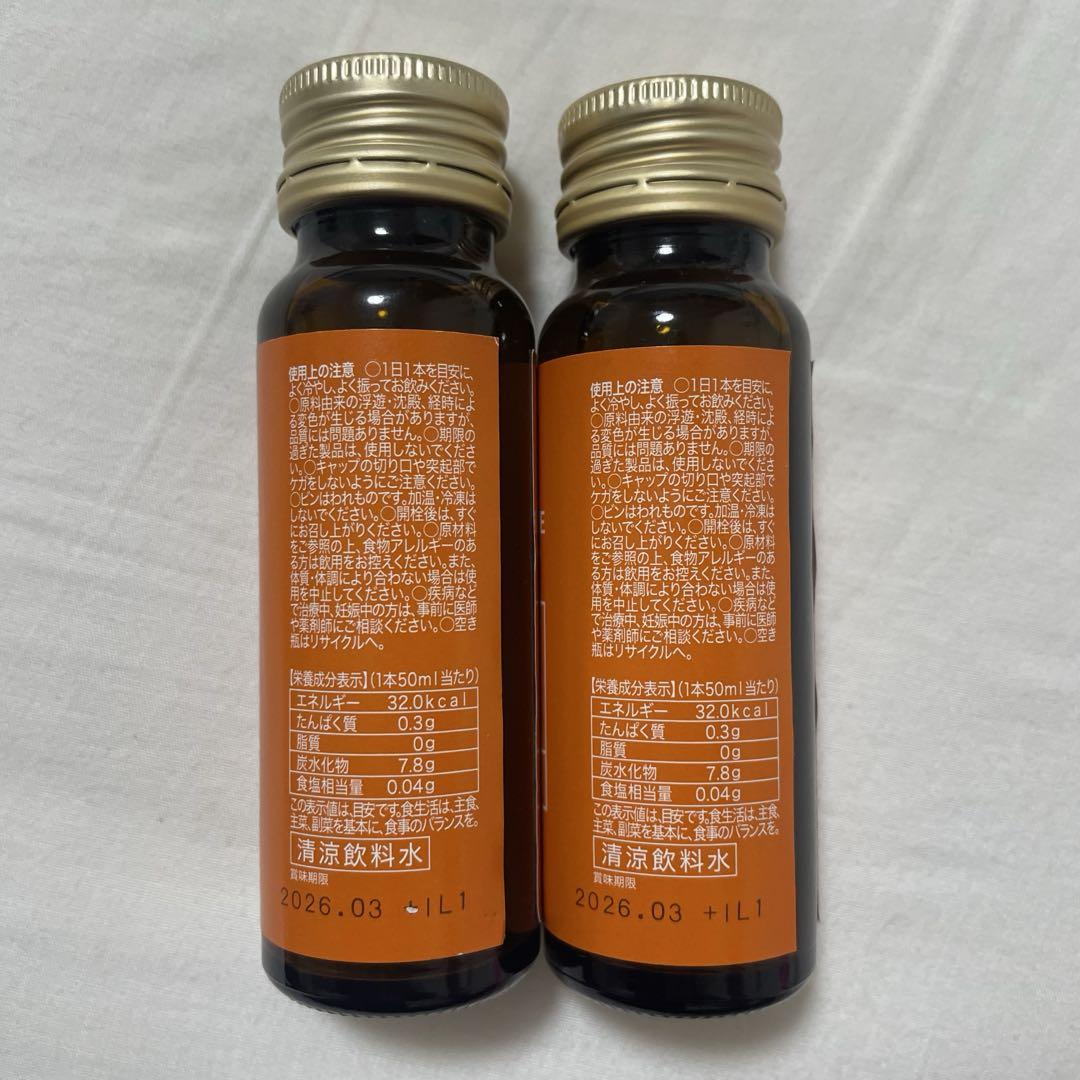 使用上の注意 ○1日1本を目安に、
よく冷やし、よく振ってお飲みください。
○原料由来の浮遊・沈殿、経時によ
る変色が生じる場合がありますが、
品質には問題ありません。○期限の
過ぎた製品は、使用しないでくださ
い。○キャップの切り口や突起部で
ケガをしないようにご注意ください。
○ビンはわれものです。加温・冷凍は
しないでください。○開栓後は、すぐ
にお召し上がりください。○原材料
をご参照の上、食物アレルギーのあ
る方は飲用をお控えください。また、
体質・体調により合わない場合は使
用を中止してください。○疾病など
で治療中、妊娠中の方は、事前に医師
や薬剤師にご相談ください。○空き
瓶はリサイクルへ。
【栄養成分表示】(1本50ml当たり)
エネルギー 32.0kcal
たんぱく質 0.3g
脂質 0g
炭水化物 7.8g
食塩相当量 0.04g
この表示値は、目安です。食生活は、主食、
主菜、副菜を基本に、食事のバランスを。
清涼飲料水
賞味期限
2026.03 +IL1
E
使用上の注意 ○1日1本を目安に、
よく冷やし、よく振ってお飲みください。
○原料由来の浮遊・沈殿、経時によ
る変色が生じる場合がありますが、
品質には問題ありません。○期限の
過ぎた製品は、使用しないでくださ
い。○キャップの切り口や突起部で
ケガをしないようにご注意ください。
○ビンはわれものです。加温・冷凍は
しないでください。○開栓後は、すぐ
にお召し上がりください。○原材料
をご参照の上、食物アレルギーのあ
る方は飲用をお控えください。また、
体質・体調により合わない場合は使
用を中止してください。○疾病など
で治療中、妊娠中の方は、事前に医師
や薬剤師にご相談ください。○空き
瓶はリサイクルへ。
【栄養成分表示】(1本50ml当たり)
エネルギー 32.0kcal
たんぱく質 0.3g
脂質 0g
炭水化物 7.8g
食塩相当量 0.04g
この表示値は、目安です。食生活は、主食、
主菜、副菜を基本に、食事のバランスを。
清涼飲料水
賞味期限
2026.03 +IL1